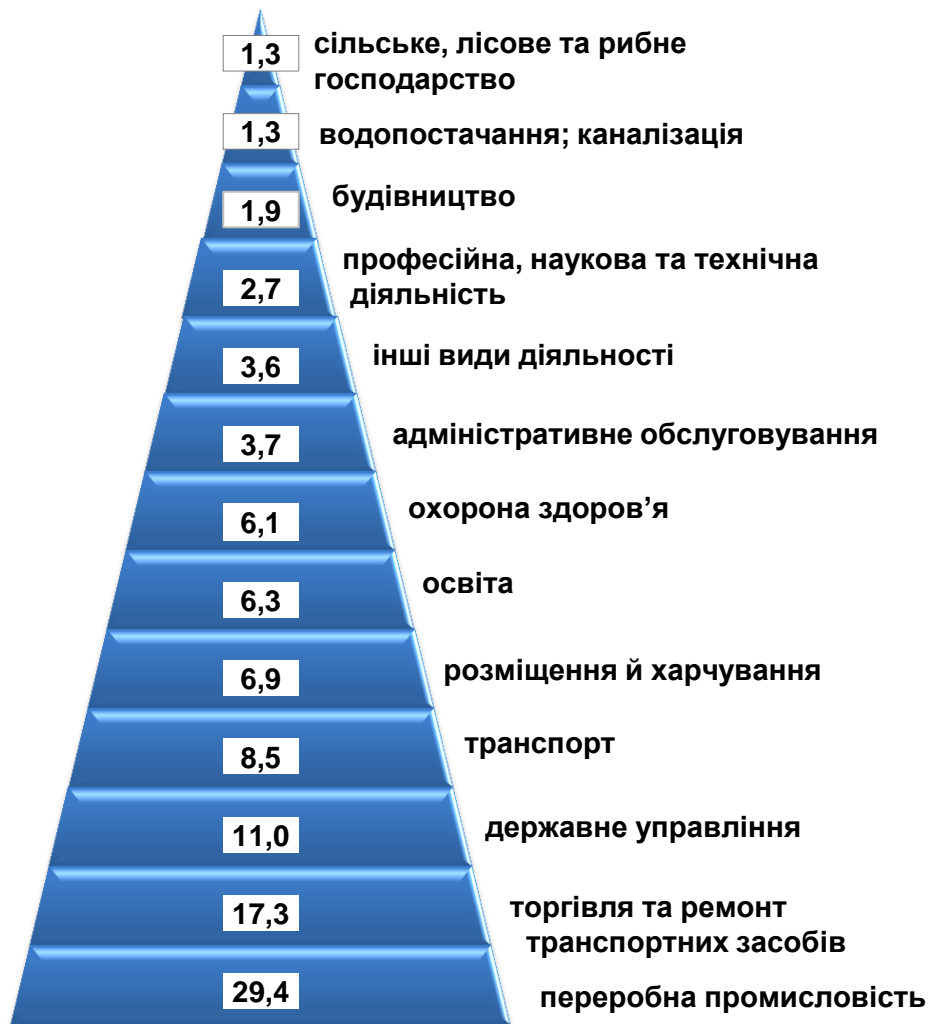 1,3
сільське, лісове та рибне
господарство
1,3
водопостачання; каналізація
1,9
будівництво
2,7
професійна, наукова та технічна
діяльність
3,6
інші види діяльності
3,7
адміністративне обслуговування
6,1
охорона здоров’я
6,3
освіта
6,9
розміщення й харчування
8,5
транспорт
11,0
державне управління
17,3
торгівля та ремонт
транспортних засобів
29,4
переробна промисловість